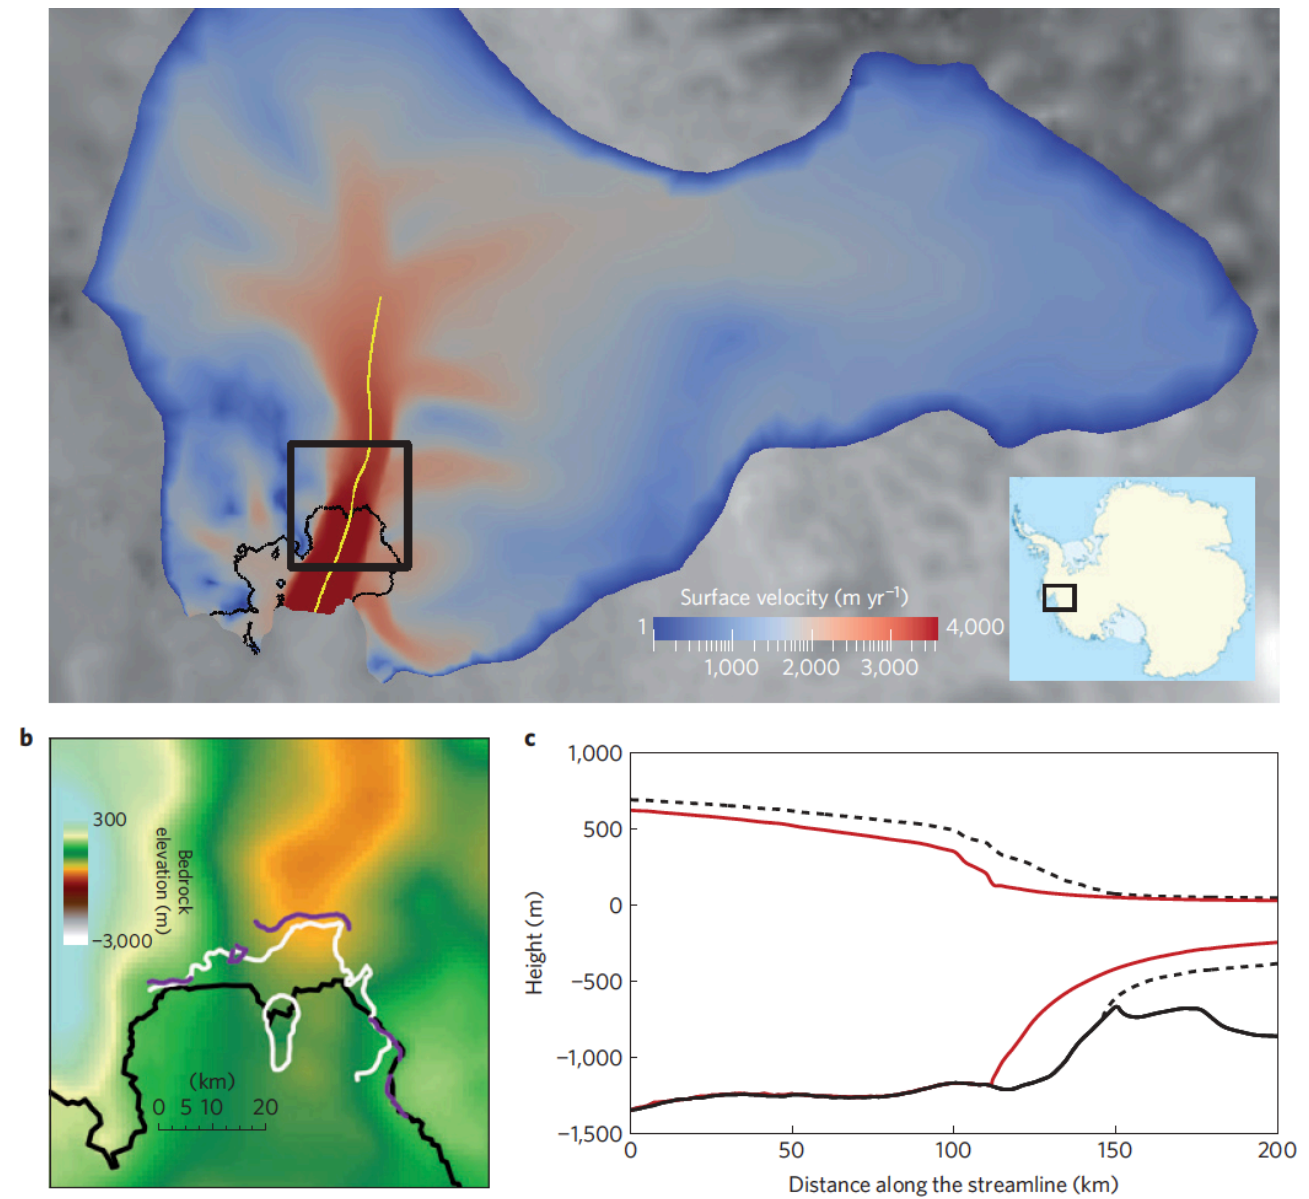 Surface velocity (m yr⁻¹)
1
4,000
1,000 2,000 3,000
b
300
−3,000
Bedrock
elevation (m)
(km)
0 5 10 20
c
1,000
500
0
−500
−1,000
−1,500
Height (m)
0 50 100 150 200
Distance along the streamline (km)